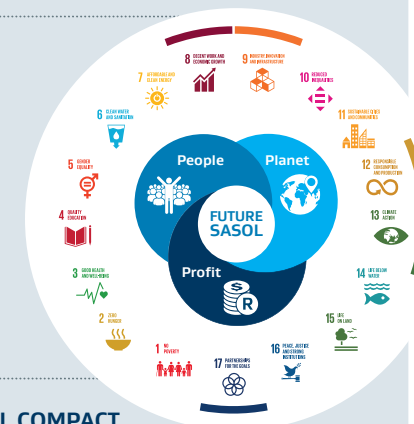 8 DECENT WORK AND
ECONOMIC GROWTH
9 INDUSTRY, INNOVATION
AND INFRASTRUCTURE
7 AFFORDABLE AND
CLEAN ENERGY
10 REDUCED
INEQUALITIES
6 CLEAN WATER
AND SANITATION
11 SUSTAINABLE CITIES
AND COMMUNITIES
5 GENDER
EQUALITY
12 RESPONSIBLE
CONSUMPTION
AND PRODUCTION
People
Planet
4 QUALITY
EDUCATION
13 CLIMATE
ACTION
FUTURE
SASOL
3 GOOD HEALTH
AND WELL-BEING
14 LIFE BELOW
WATER
Profit
S
R
2 ZERO
HUNGER
15 LIFE
ON LAND
1 NO
POVERTY
17 PARTNERSHIPS
FOR THE GOALS
16 PEACE, JUSTICE
AND STRONG
INSTITUTIONS
L COMPACT